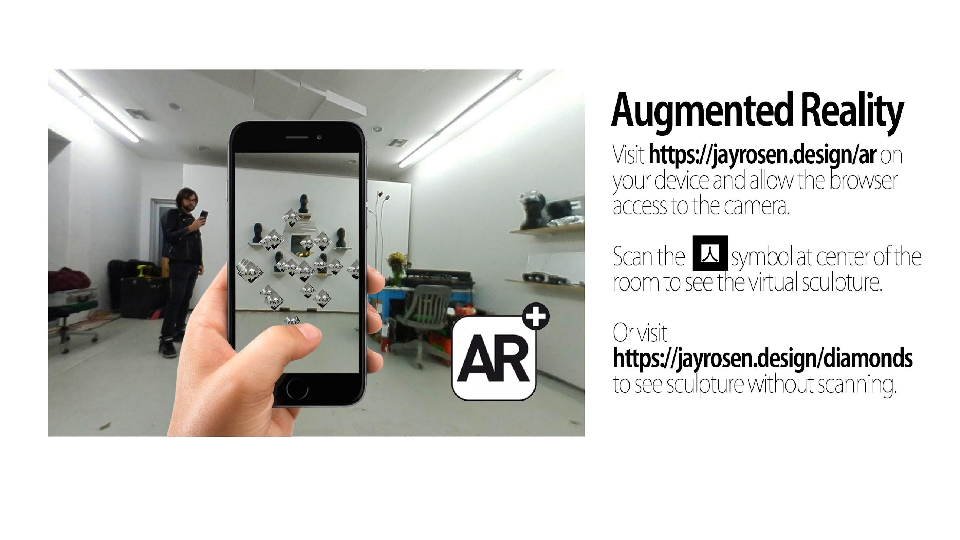 Augmented Reality
Visit https://jayrosen.design/ar on
your device and allow the browser
access to the camera.
Scan the 人 symbol at center of the
room to see the virtual sculpture.
Or visit
https://jayrosen.design/diamonds
to see sculpture without scanning.
AR+